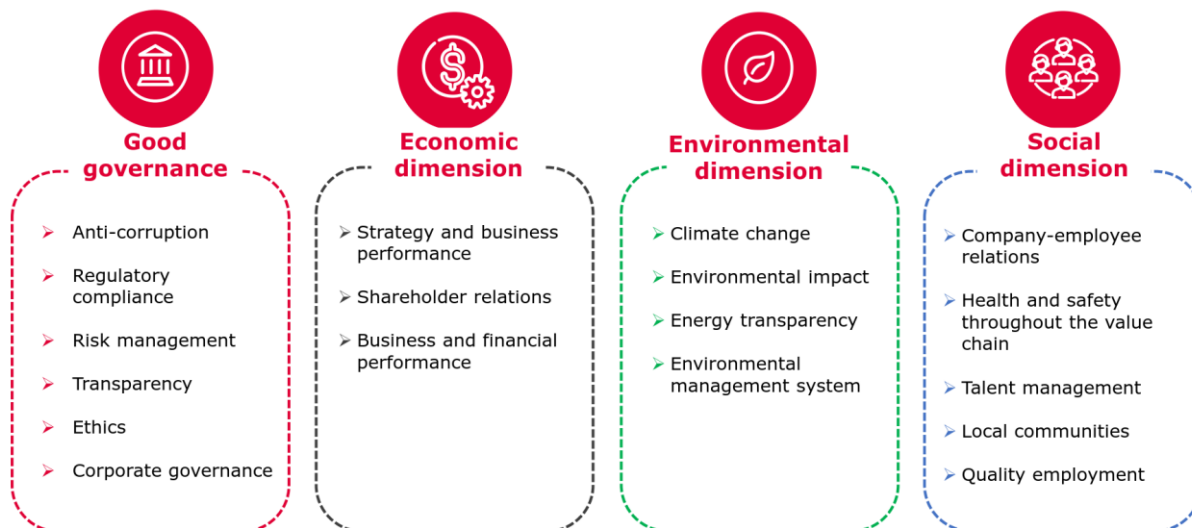 Good
governance
Anti-corruption
Regulatory
compliance
Risk management
Transparency
Ethics
Corporate governance
Economic
dimension
Strategy and business
performance
Shareholder relations
Business and financial
performance
Environmental
dimension
Climate change
Environmental impact
Energy transparency
Environmental
management system
Social
dimension
Company-employee
relations
Health and safety
throughout the value
chain
Talent management
Local communities
Quality employment